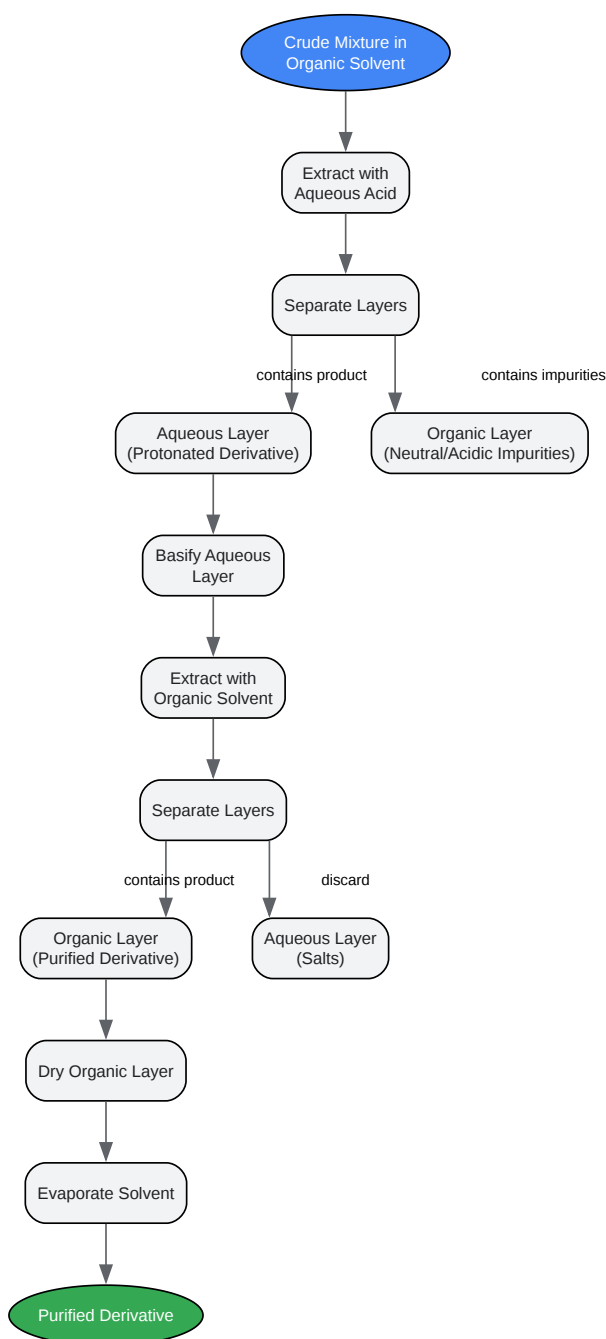 Crude Mixture in
Organic Solvent
Extract with
Aqueous Acid
Separate Layers
contains product
contains impurities
Aqueous Layer
(Protonated Derivative)
Organic Layer
(Neutral/Acidic Impurities)
Basify Aqueous
Layer
Extract with
Organic Solvent
Separate Layers
contains product
discard
Organic Layer
(Purified Derivative)
Aqueous Layer
(Salts)
Dry Organic Layer
Evaporate Solvent
Purified Derivative